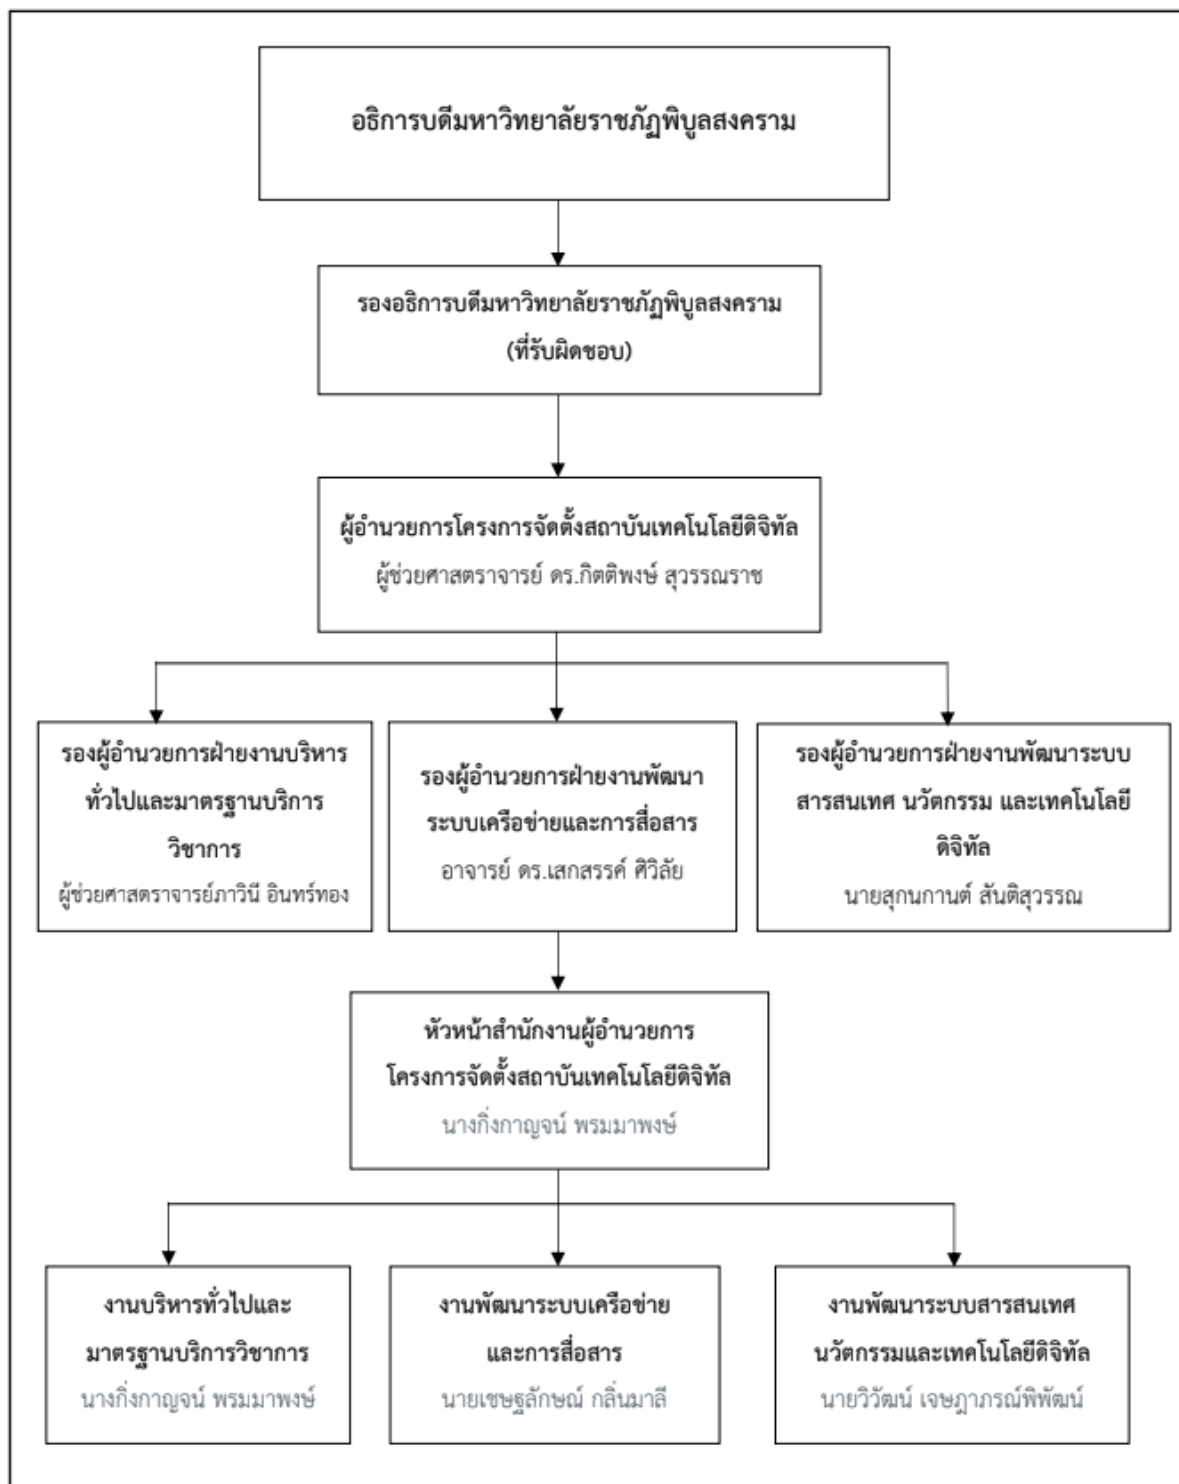 อธิการบดีมหาวิทยาลัยราชภัฏพิบูลสงคราม
รองอธิการบดีมหาวิทยาลัยราชภัฏพิบูลสงคราม
(ที่รับผิดชอบ)
ผู้อำนวยการโครงการจัดตั้งสถาบันเทคโนโลยีดิจิทัล
ผู้ช่วยศาสตราจารย์ ดร.กิตติพงษ์ สุวรรณราช
รองผู้อำนวยการฝ่ายงานบริหาร
ทั่วไปและมาตรฐานบริการ
วิชาการ
ผู้ช่วยศาสตราจารย์ภาวินี อินทร์ทอง
รองผู้อำนวยการฝ่ายงานพัฒนา
ระบบเครือข่ายและการสื่อสาร
อาจารย์ ดร.เสกสรรค์ ศิวิลัย
รองผู้อำนวยการฝ่ายงานพัฒนาระบบ
สารสนเทศ นวัตกรรม และเทคโนโลยี
ดิจิทัล
นายสุกนกานต์ สันติสุวรรณ
หัวหน้าสำนักงานผู้อำนวยการ
โครงการจัดตั้งสถาบันเทคโนโลยีดิจิทัล
นางกิ่งกาญจน์ พรมมาพงษ์
งานบริหารทั่วไปและ
มาตรฐานบริการวิชาการ
นางกิ่งกาญจน์ พรมมาพงษ์
งานพัฒนาระบบเครือข่าย
และการสื่อสาร
นายเชษฐลักษณ์ กลิ่นมาลี
งานพัฒนาระบบสารสนเทศ
นวัตกรรมและเทคโนโลยีดิจิทัล
นายวิวัฒน์ เจษฎาภรณ์พิพัฒน์